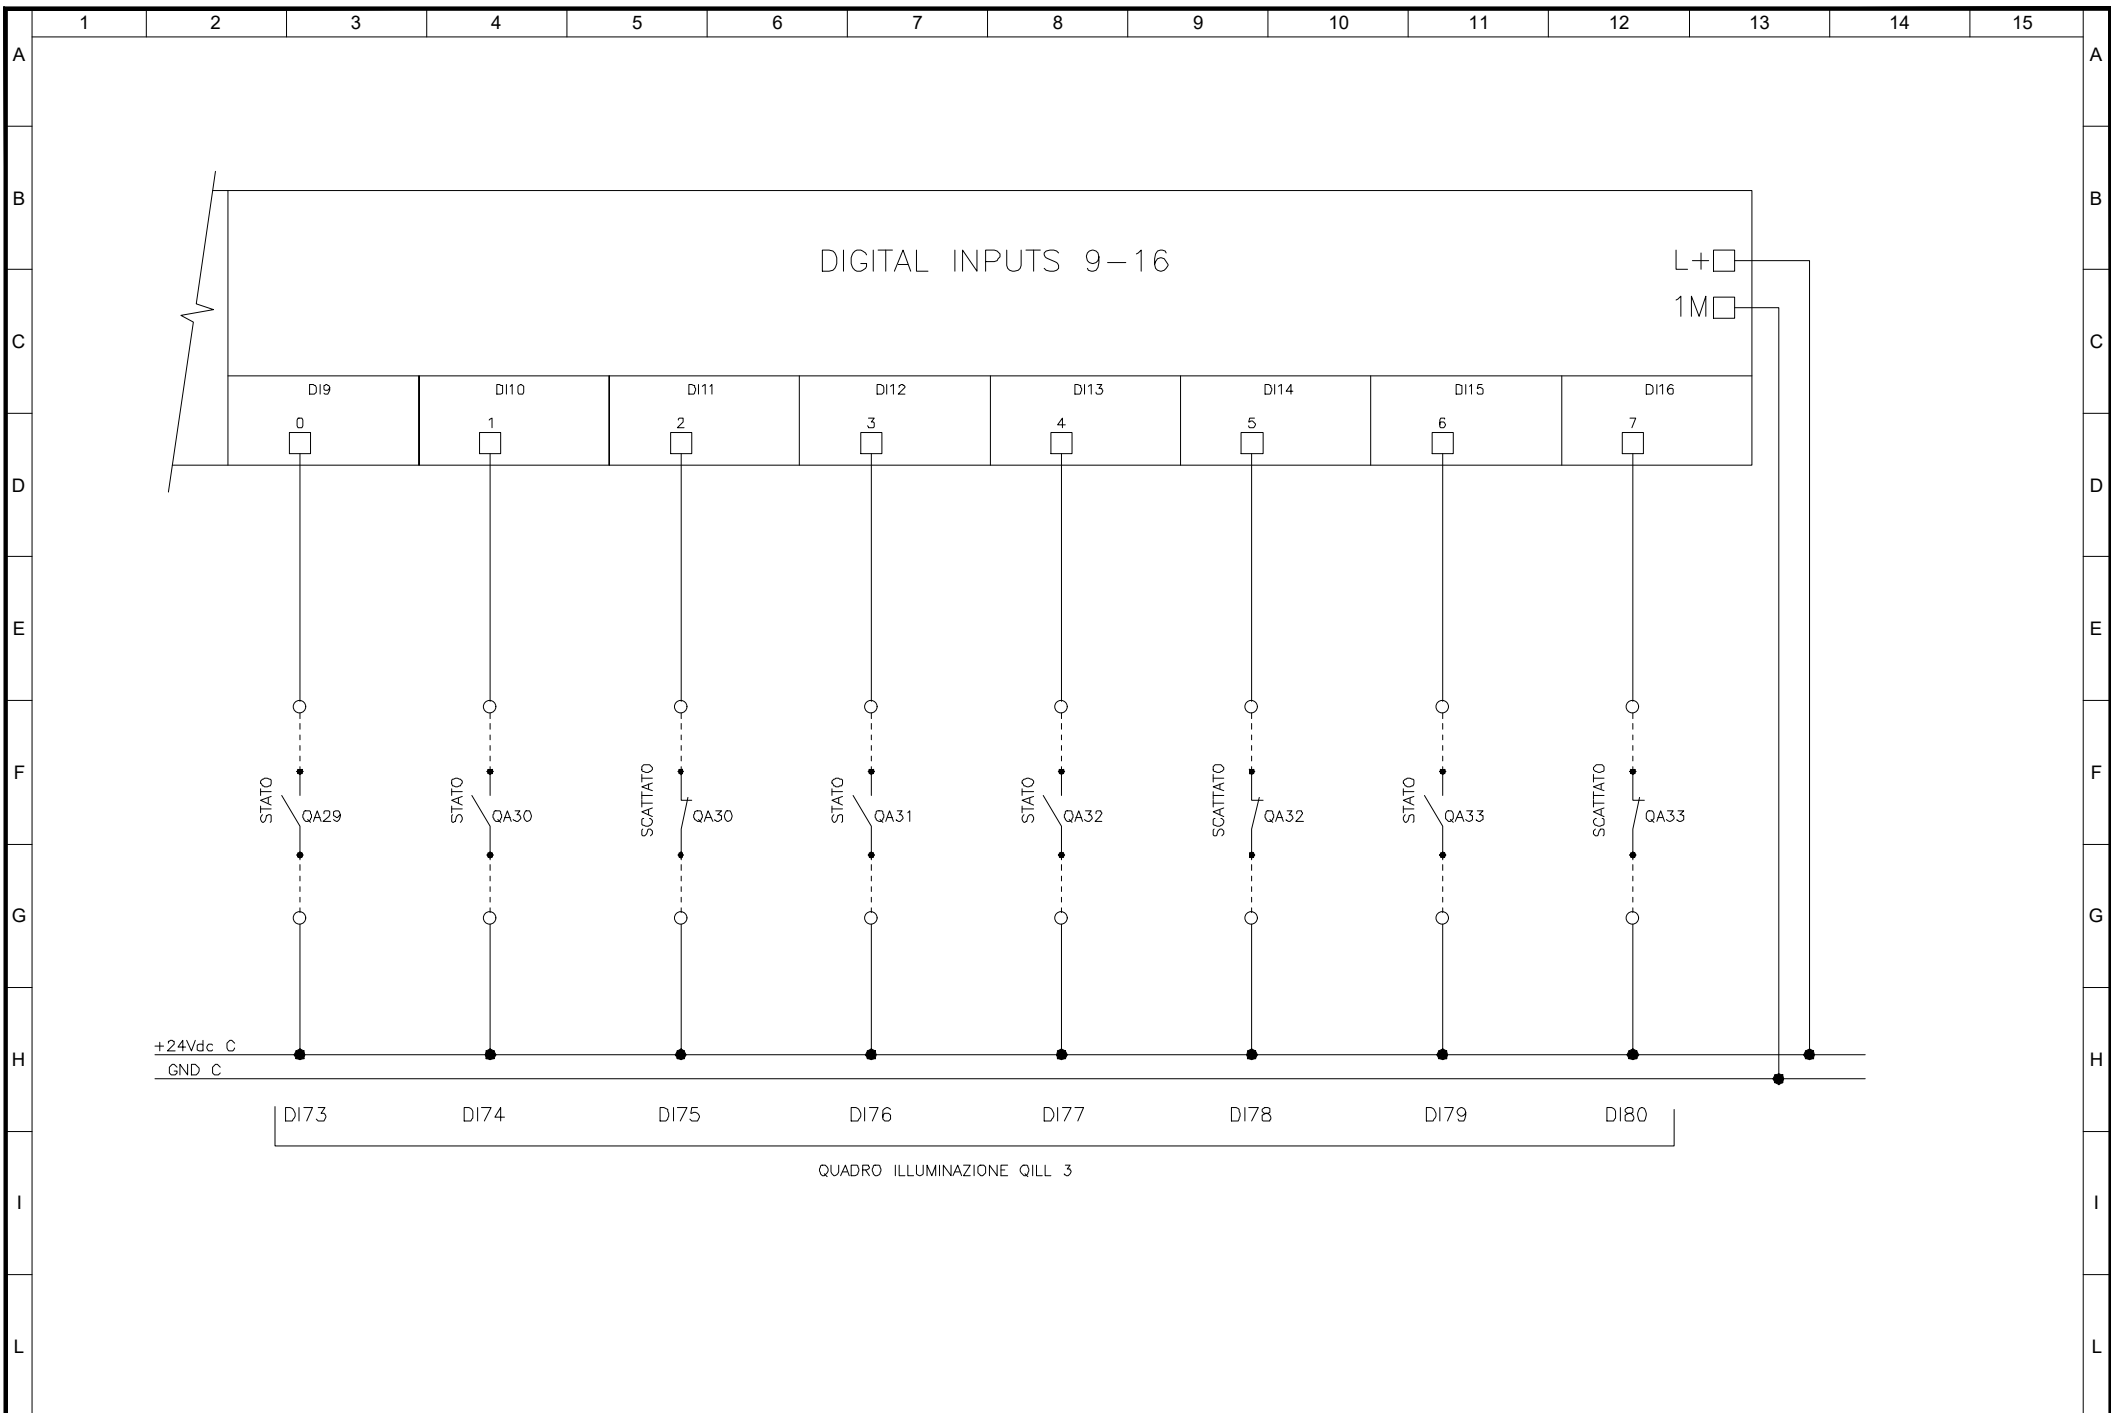 1 2 3 4 5 6 7 8 9 10 11 12 13 14 15
A A
B B
DIGITAL INPUTS 9-16 L+
1M
C C
DI9 DI10 DI11 DI12 DI13 DI14 DI15 DI16
0 1 2 3 4 5 6 7
D D
E E
F F
STATO STATO SCATTATO STATO STATO SCATTATO STATO SCATTATO
QA29 QA30 QA30 QA31 QA32 QA32 QA33 QA33
G G
+24Vdc C
H H
GND C
DI73 DI74 DI75 DI76 DI77 DI78 DI79 DI80
QUADRO ILLUMINAZIONE QILL 3
I I
L L